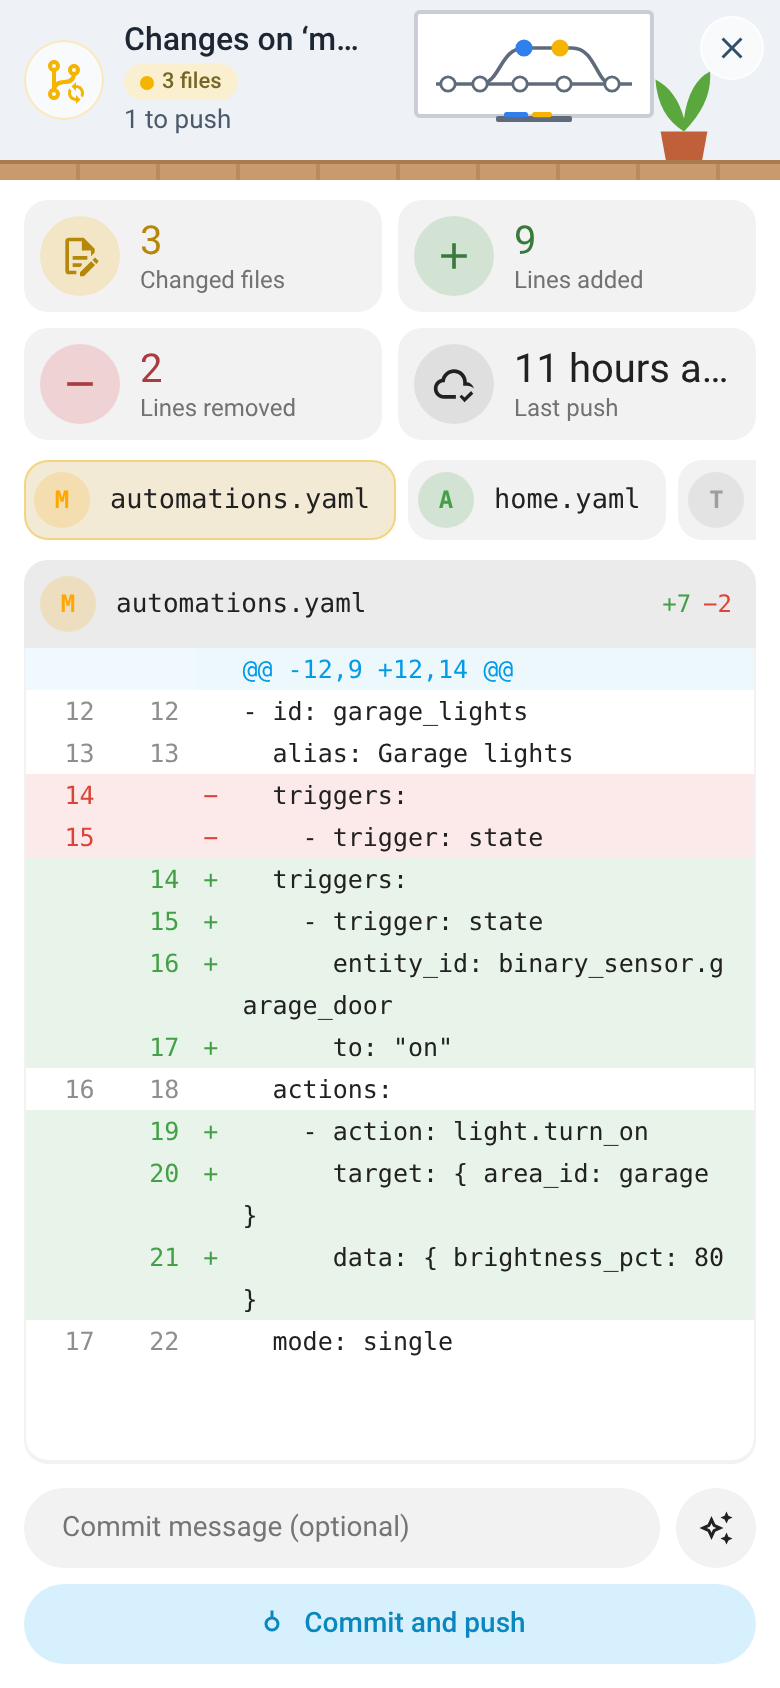 Changes on ‘m…
3 files
1 to push
3
Changed files
9
Lines added
2
Lines removed
11 hours a…
Last push
M automations.yaml
A home.yaml
T
M automations.yaml +7 −2
@@ -12,9 +12,14 @@
12 12 - id: garage_lights
13 13 alias: Garage lights
14 − triggers:
15 − - trigger: state
14 + triggers:
15 + - trigger: state
16 + entity_id: binary_sensor.g
arage_door
17 + to: "on"
16 18 actions:
19 + - action: light.turn_on
20 + target: { area_id: garage
}
21 + data: { brightness_pct: 80
}
17 22 mode: single
Commit message (optional)
Commit and push